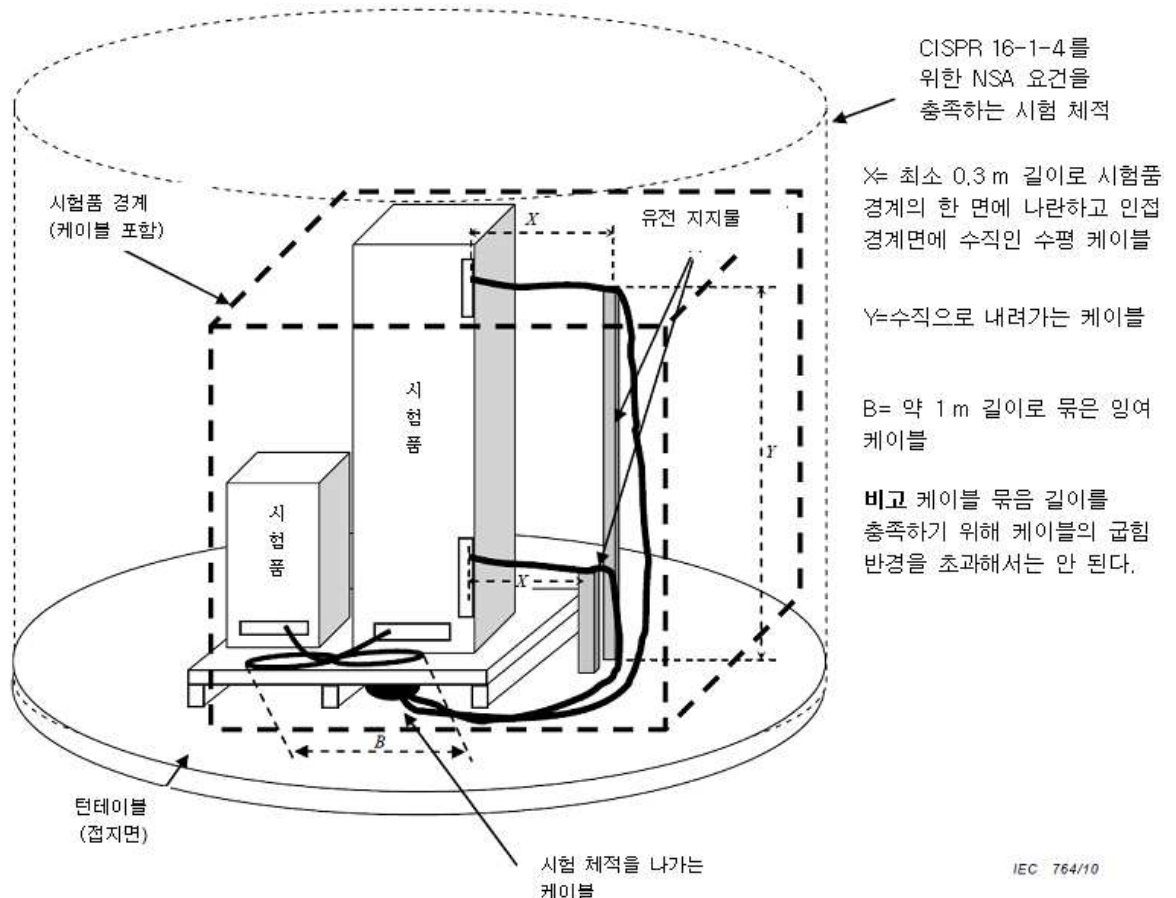 CISPR 16-1-4를
위한 NSA 요건을
충족하는 시험 체적
X= 최소 0.3 m 길이로 시험품
경계의 한 면에 나란하고 인접
경계면에 수직인 수평 케이블
Y=수직으로 내려가는 케이블
B= 약 1 m 길이로 묶은 잉여
케이블
비고 케이블 묶음 길이를
충족하기 위해 케이블의 굽힘
반경을 초과해서는 안 된다.
시험품 경계
(케이블 포함)
X
유전 지지물
시험품
Y
시험품
X
B
턴테이블
(접지면)
시험 체적을 나가는
케이블
IEC 764/10